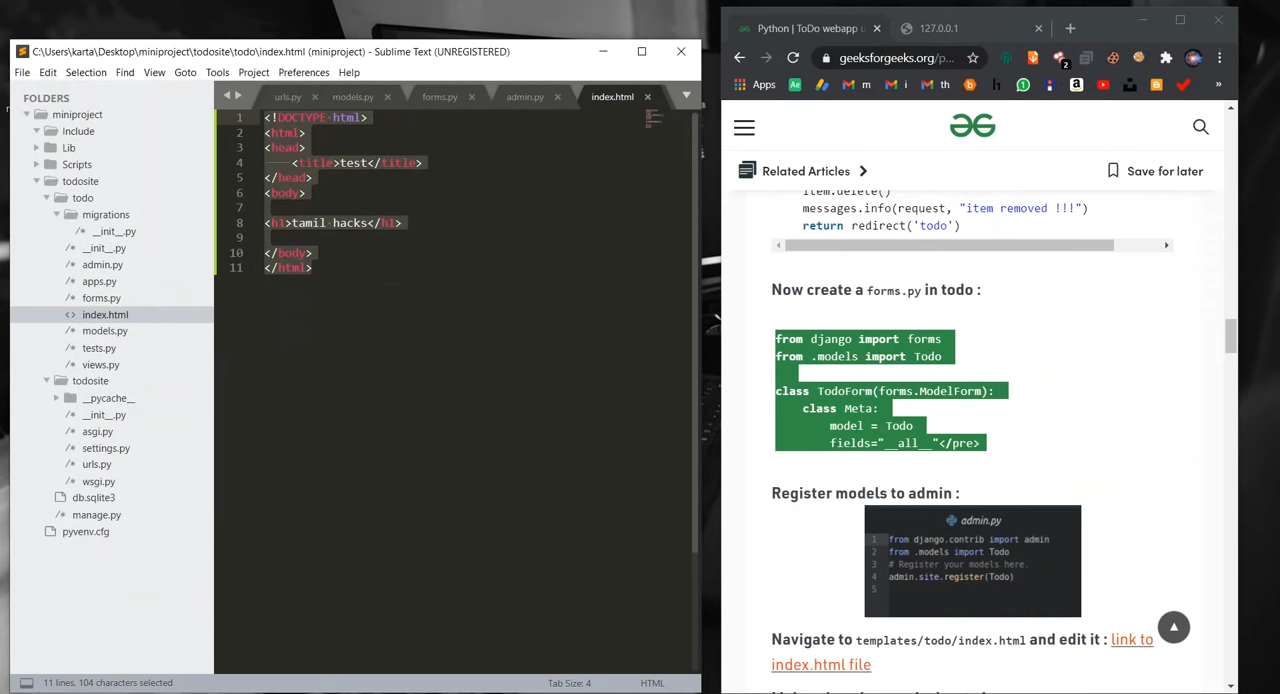 C:\Users\karta\Desktop\miniproject\todosite\todo\index.html (miniproject) - Sublime Text (UNREGISTERED)
File Edit Selection Find View Goto Tools Project Preferences Help
FOLDERS
miniproject
Include
Lib
Scripts
todosite
todo
migrations
__init__.py
__init__.py
admin.py
apps.py
forms.py
index.html
models.py
tests.py
views.py
todosite
__pycache__
__init__.py
asgi.py
settings.py
urls.py
wsgi.py
db.sqlite3
manage.py
pyvenv.cfg
urls.py models.py forms.py admin.py index.html
1 <!DOCTYPE html>
2 <html>
3 <head>
4 <title>test</title>
5 </head>
6 <body>
7
8 <h1>tamil hacks</h1>
9
10 </body>
11 </html>
11 lines, 104 characters selected Tab Size: 4 HTML
Python | ToDo webapp u 127.0.0.1
geeksforgeeks.org/p...
2
Apps Ae m m i m th b h 1 a »
Related Articles
Save for later
item.delete()
messages.info(request, "item removed !!!")
return redirect('todo')
Now create a forms.py in todo :
from django import forms
from .models import Todo
class TodoForm(forms.ModelForm):
class Meta:
model = Todo
fields="__all__"</pre>
Register models to admin :
admin.py
1 from django.contrib import admin
2 from .models import Todo
3 # Register your models here.
4 admin.site.register(Todo)
5
Navigate to templates/todo/index.html and edit it : link to
index.html file